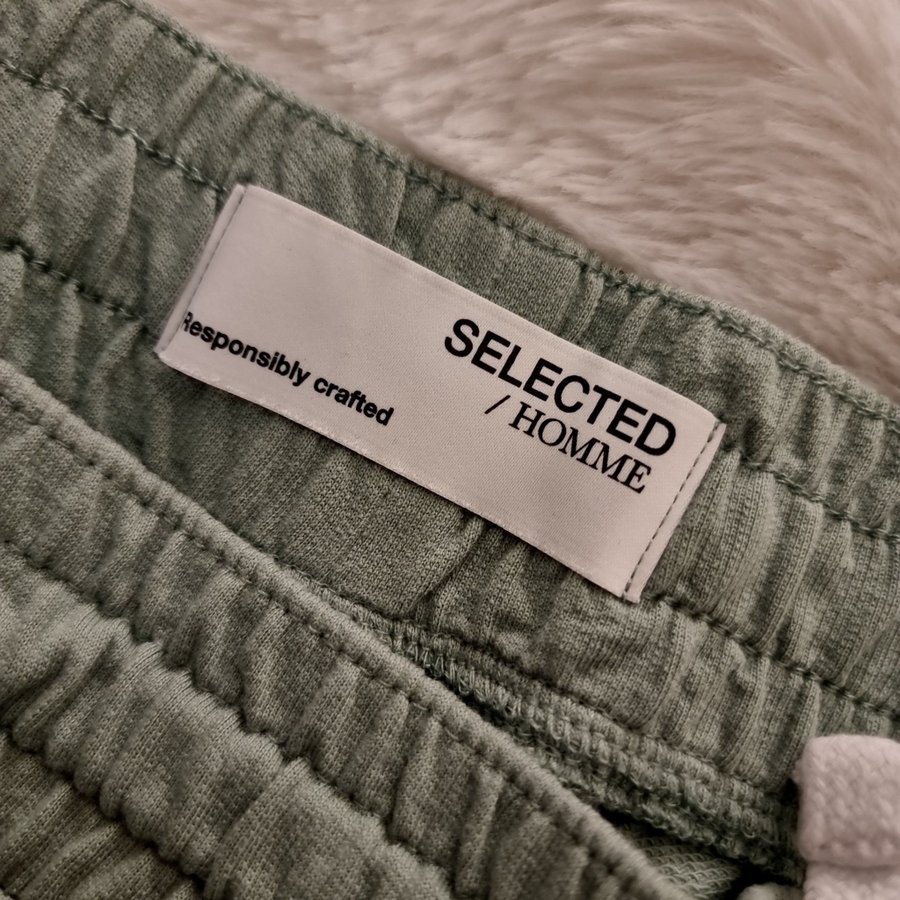 SELECTED
/ HOMME
Responsibly crafted